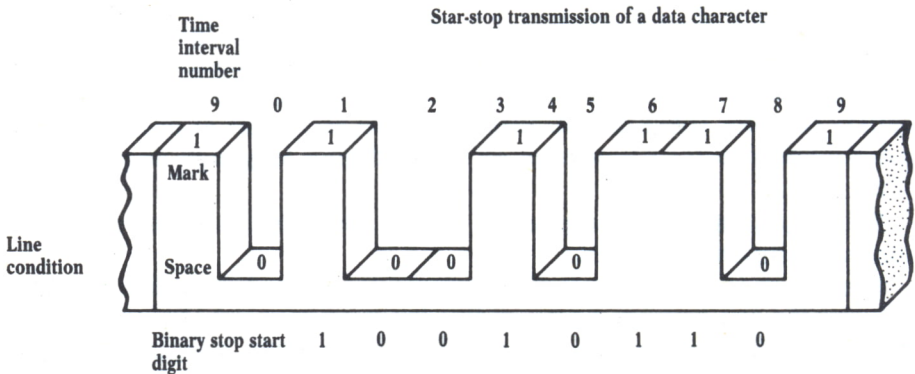 Star-stop transmission of a data character
Time
interval
number
9 0 1 2 3 4 5 6 7 8 9
1 1 1 1 1 1
Mark
Line
condition
Space 0 0 0 0 0
Binary stop start 1 0 0 1 0 1 1 0
digit